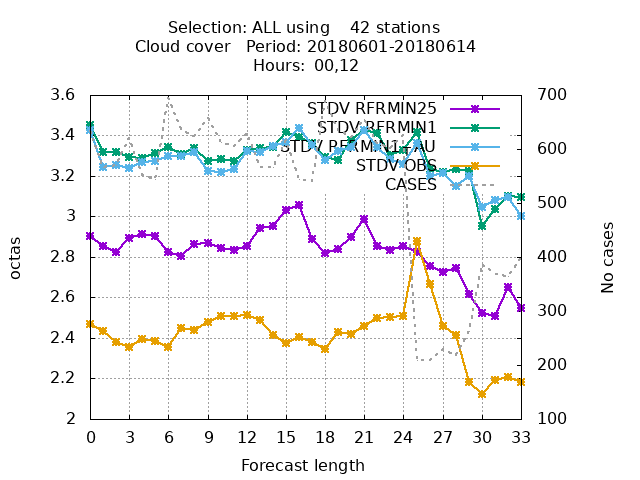 Selection: ALL using 42 stations
Cloud cover Period: 20180601-20180614
Hours: 00,12
STDV RFRMIN25
STDV RFRMIN1
STDV
STDV OBS
CASES
octas
No cases
3.6
3.4
3.2
3
2.8
2.6
2.4
2.2
2
700
600
500
400
300
200
100
0 3 6 9 12 15 18 21 24 27 30 33
Forecast length